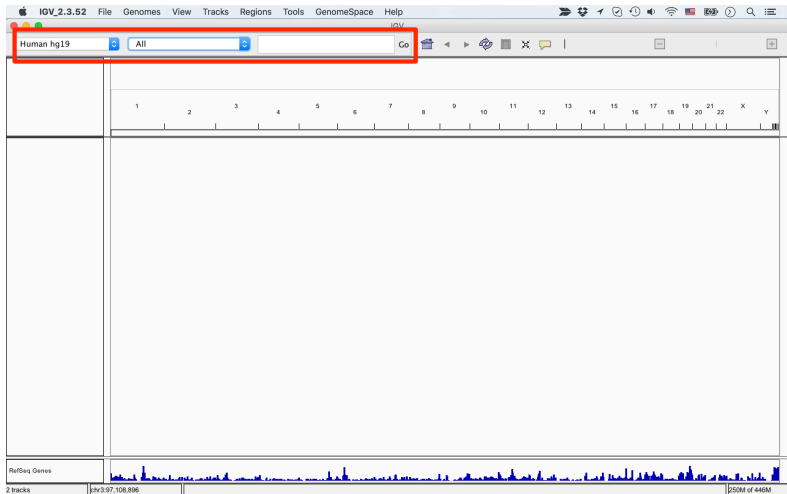 IGV_2.3.52 File Genomes View Tracks Regions Tools GenomeSpace Help
IGV
Human hg19 All Go
1 2 3 4 5 6 7 8 9 10 11 12 13 14 15 16 17 18 19 20 21 22 X Y
RefSeq Genes
2 tracks chr3:97,108,896 250M of 446M